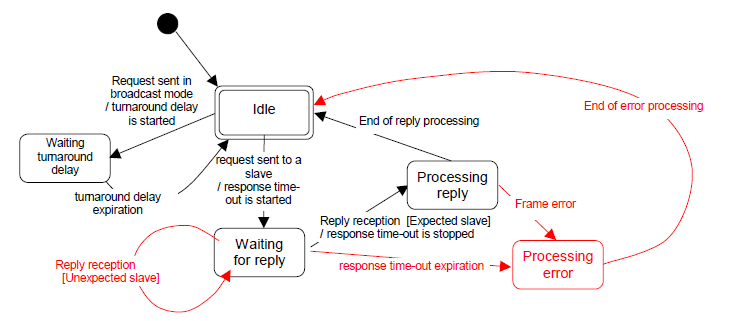 Request sent in
broadcast mode
/ turnaround delay
is started
Idle
End of error processing
End of reply processing
Waiting
turnaround
delay
request sent to a
slave
/ response time-
out is started
turnaround delay
expiration
Processing
reply
Frame error
Reply reception [Expected slave]
/ response time-out is stopped
Waiting
for reply
Reply reception
[Unexpected slave]
response time-out expiration
Processing
error